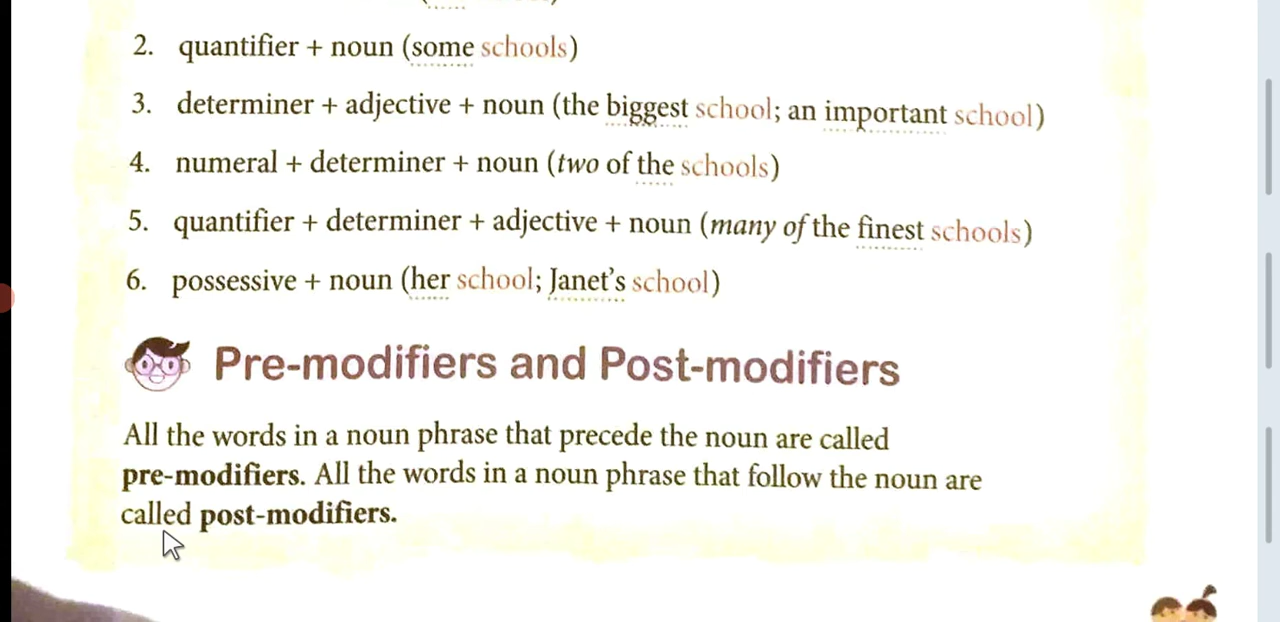 2. quantifier + noun (some schools)
3. determiner + adjective + noun (the biggest school; an important school)
4. numeral + determiner + noun (two of the schools)
5. quantifier + determiner + adjective + noun (many of the finest schools)
6. possessive + noun (her school; Janet's school)
Pre-modifiers and Post-modifiers
All the words in a noun phrase that precede the noun are called
pre-modifiers. All the words in a noun phrase that follow the noun are
called post-modifiers.